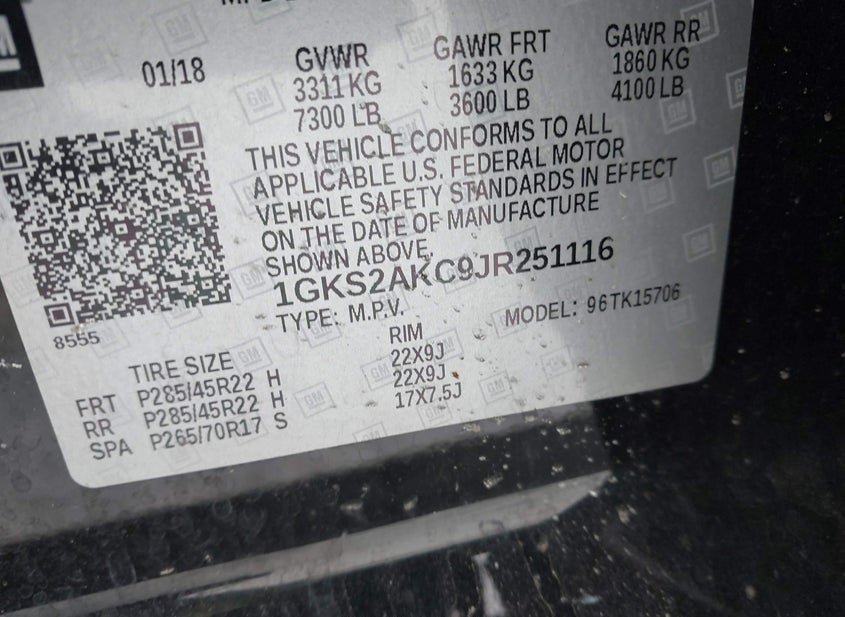 GM
01/18
GVWR
3311 KG
7300 LB
GAWR FRT
1633 KG
3600 LB
GAWR RR
1860 KG
4100 LB
THIS VEHICLE CONFORMS TO ALL
APPLICABLE U.S. FEDERAL MOTOR
VEHICLE SAFETY STANDARDS IN EFFECT
ON THE DATE OF MANUFACTURE
SHOWN ABOVE.
1GKS2AKC9JR251116
TYPE: M.P.V. MODEL: 96TK15706
8555
TIRE SIZE RIM
FRT P285/45R22 H 22X9J
RR P285/45R22 H 22X9J
SPA P265/70R17 S 17X7.5J